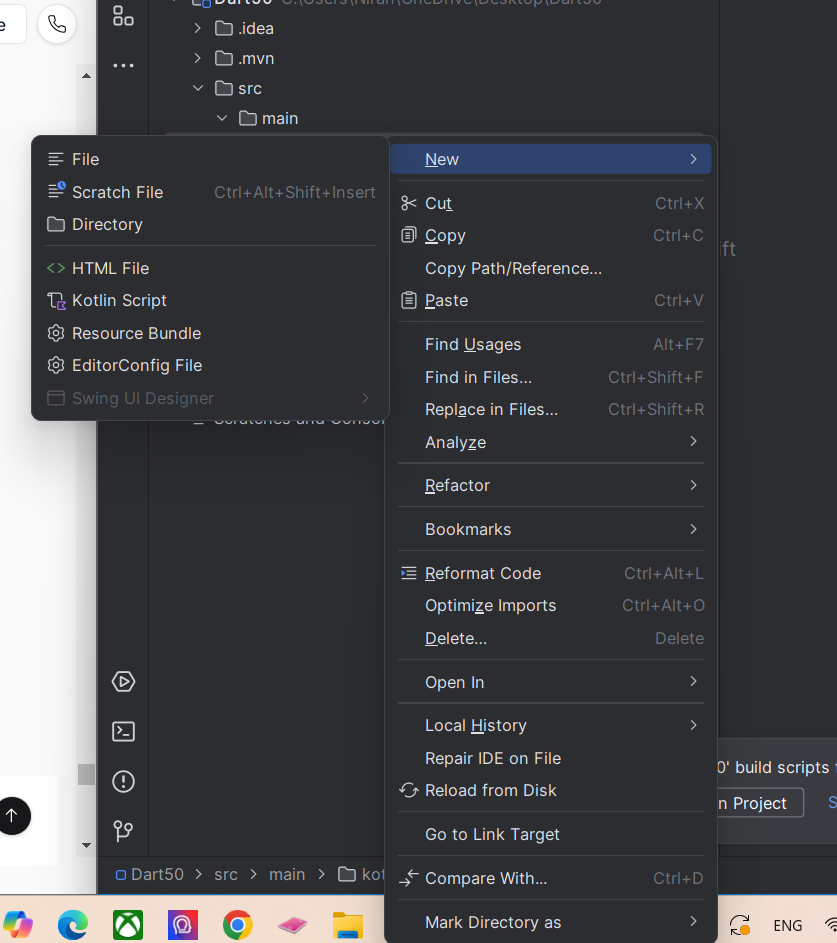 e
Dart50 C:\Users\Niran\OneDrive\Desktop\Dart50
.idea
.mvn
src
main
File
Scratch File Ctrl+Alt+Shift+Insert
Directory
HTML File
Kotlin Script
Resource Bundle
EditorConfig File
Swing UI Designer
Scratches and Consol
New
Cut Ctrl+X
Copy Ctrl+C
Copy Path/Reference...
Paste Ctrl+V
Find Usages Alt+F7
Find in Files... Ctrl+Shift+F
Replace in Files... Ctrl+Shift+R
Analyze
Refactor
Bookmarks
Reformat Code Ctrl+Alt+L
Optimize Imports Ctrl+Alt+O
Delete... Delete
Open In
Local History
Repair IDE on File
Reload from Disk
Go to Link Target
Compare With... Ctrl+D
Mark Directory as
ft
0' build scripts
n Project S
Dart50 > src > main > kot
ENG